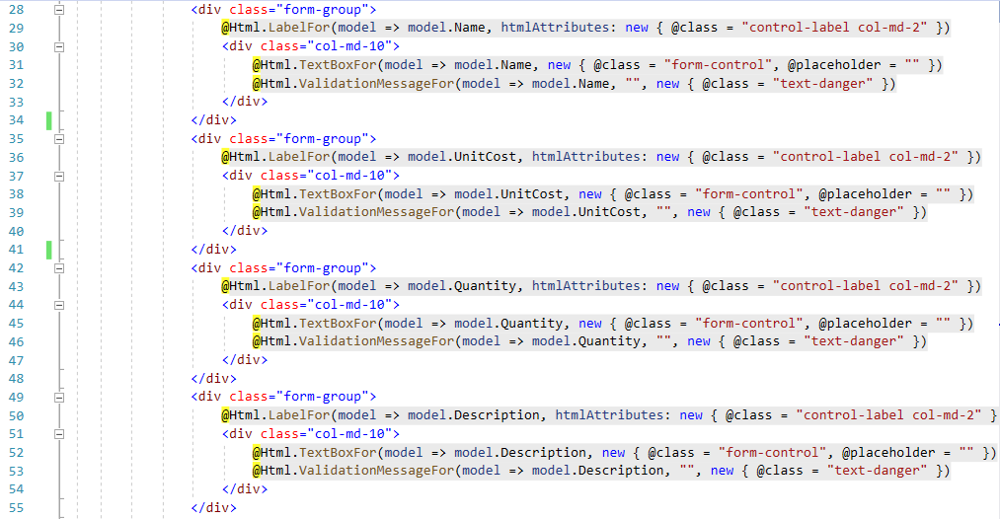 28 <div class="form-group">
29 @Html.LabelFor(model => model.Name, htmlAttributes: new { @class = "control-label col-md-2" })
30 <div class="col-md-10">
31 @Html.TextBoxFor(model => model.Name, new { @class = "form-control", @placeholder = "" })
32 @Html.ValidationMessageFor(model => model.Name, "", new { @class = "text-danger" })
33 </div>
34 </div>
35 <div class="form-group">
36 @Html.LabelFor(model => model.UnitCost, htmlAttributes: new { @class = "control-label col-md-2" })
37 <div class="col-md-10">
38 @Html.TextBoxFor(model => model.UnitCost, new { @class = "form-control", @placeholder = "" })
39 @Html.ValidationMessageFor(model => model.UnitCost, "", new { @class = "text-danger" })
40 </div>
41 </div>
42 <div class="form-group">
43 @Html.LabelFor(model => model.Quantity, htmlAttributes: new { @class = "control-label col-md-2" })
44 <div class="col-md-10">
45 @Html.TextBoxFor(model => model.Quantity, new { @class = "form-control", @placeholder = "" })
46 @Html.ValidationMessageFor(model => model.Quantity, "", new { @class = "text-danger" })
47 </div>
48 </div>
49 <div class="form-group">
50 @Html.LabelFor(model => model.Description, htmlAttributes: new { @class = "control-label col-md-2" }
51 <div class="col-md-10">
52 @Html.TextBoxFor(model => model.Description, new { @class = "form-control", @placeholder = "" })
53 @Html.ValidationMessageFor(model => model.Description, "", new { @class = "text-danger" })
54 </div>
55 </div>